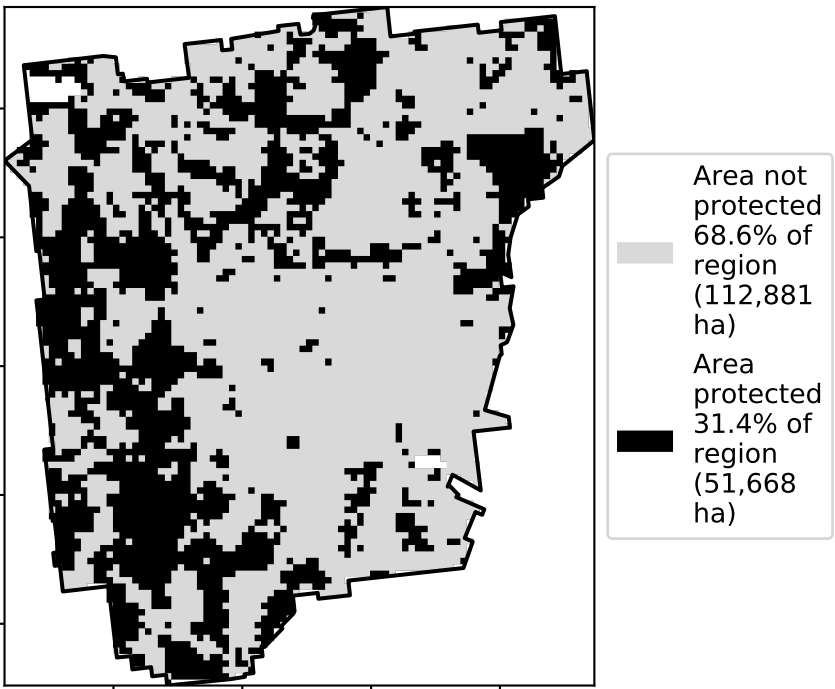 Area not
protected
68.6% of
region
(112,881
ha)
Area
protected
31.4% of
region
(51,668
ha)